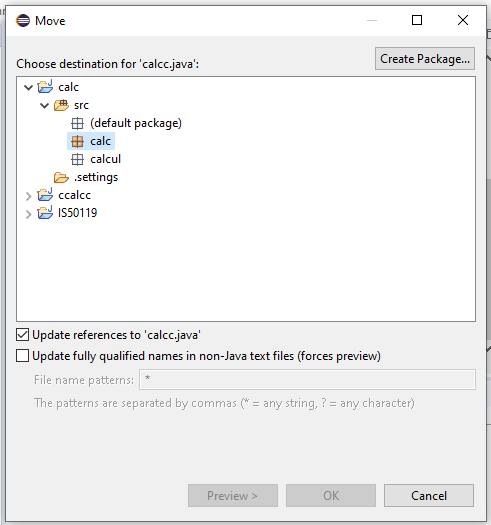 Move
Choose destination for 'calcc.java':
Create Package...
calc
src
(default package)
calc
calcul
.settings
ccalcc
IS50119
Update references to 'calcc.java'
Update fully qualified names in non-Java text files (forces preview)
File name patterns: *
The patterns are separated by commas (* = any string, ? = any character)
Preview > OK Cancel